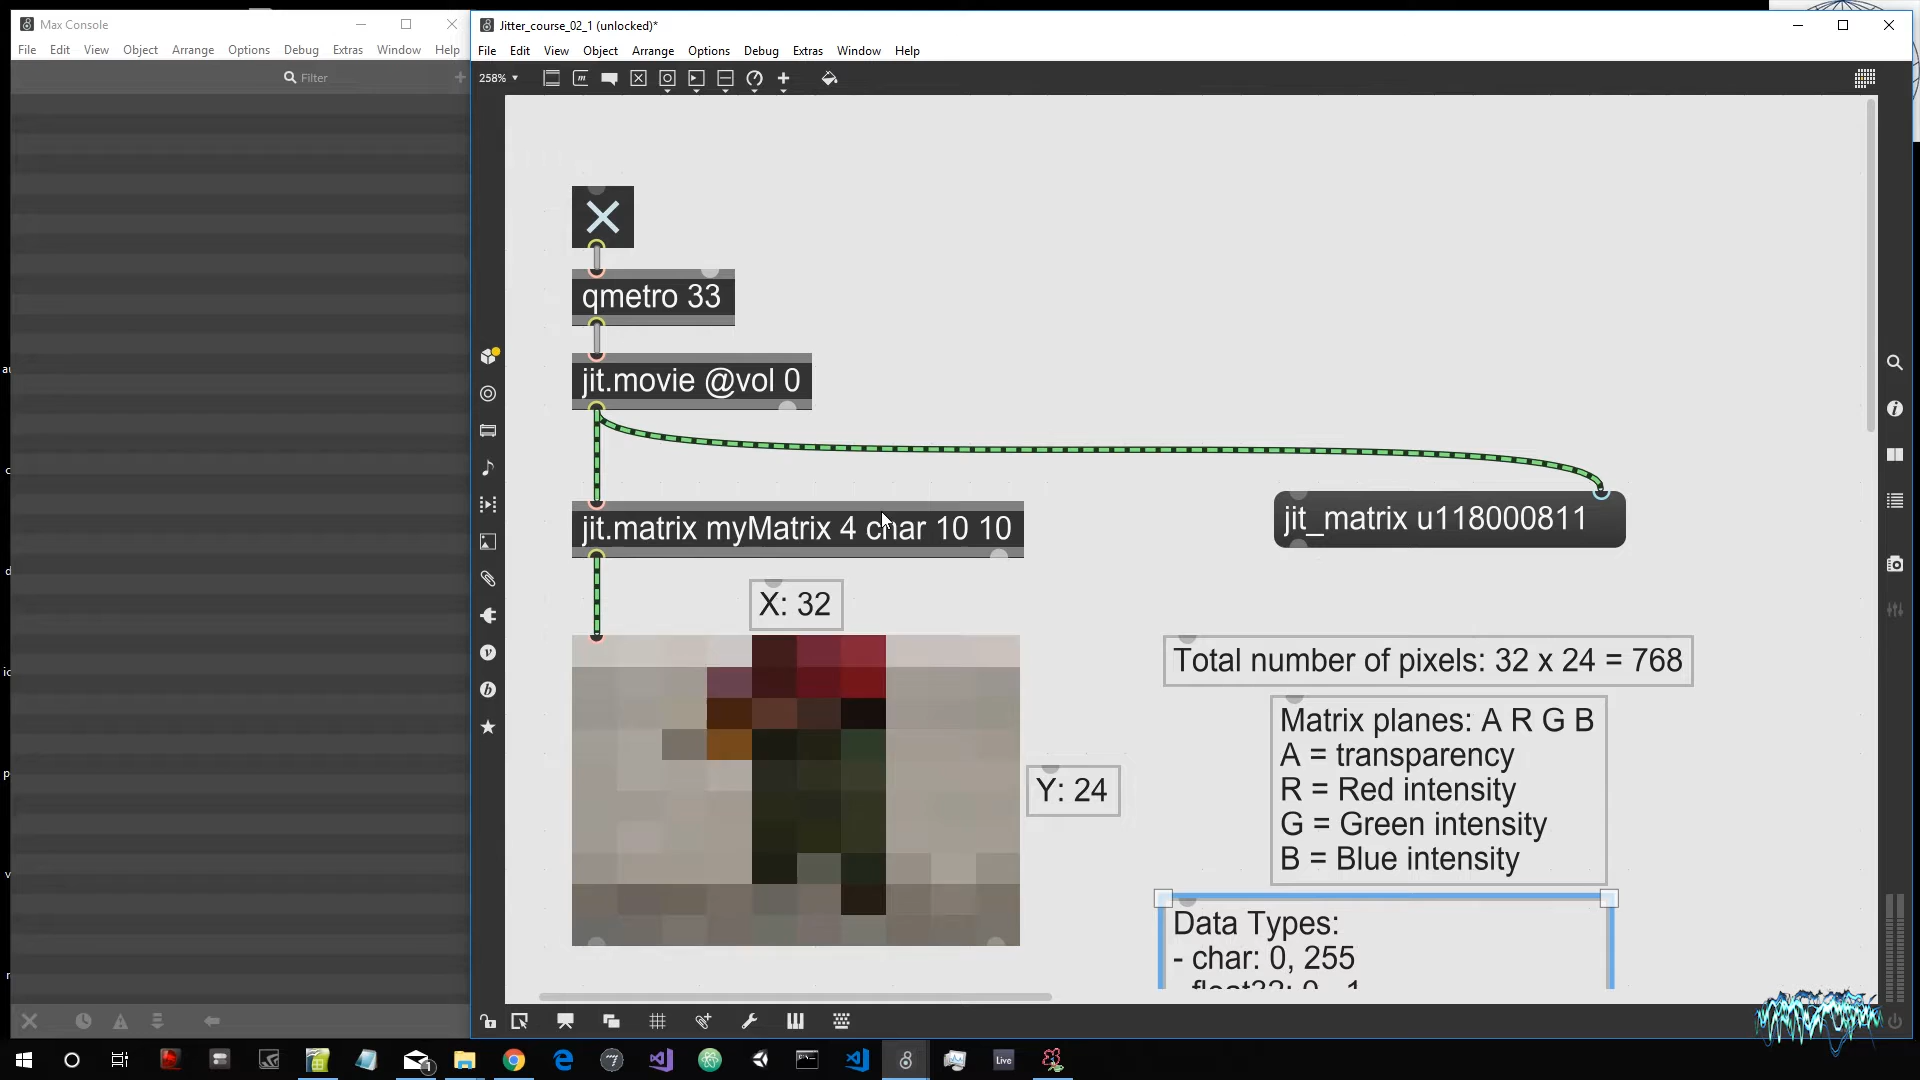 Max Console
File Edit View Object Arrange Options Debug Extras Window Help
Filter
Jitter_course_02_1 (unlocked)*
File Edit View Object Arrange Options Debug Extras Window Help
258%
qmetro 33
jit.movie @vol 0
jit.matrix myMatrix 4 char 10 10
jit_matrix u118000811
X: 32
Y: 24
Total number of pixels: 32 x 24 = 768
Matrix planes: A R G B
A = transparency
R = Red intensity
G = Green intensity
B = Blue intensity
Data Types:
- char: 0, 255
Live
1